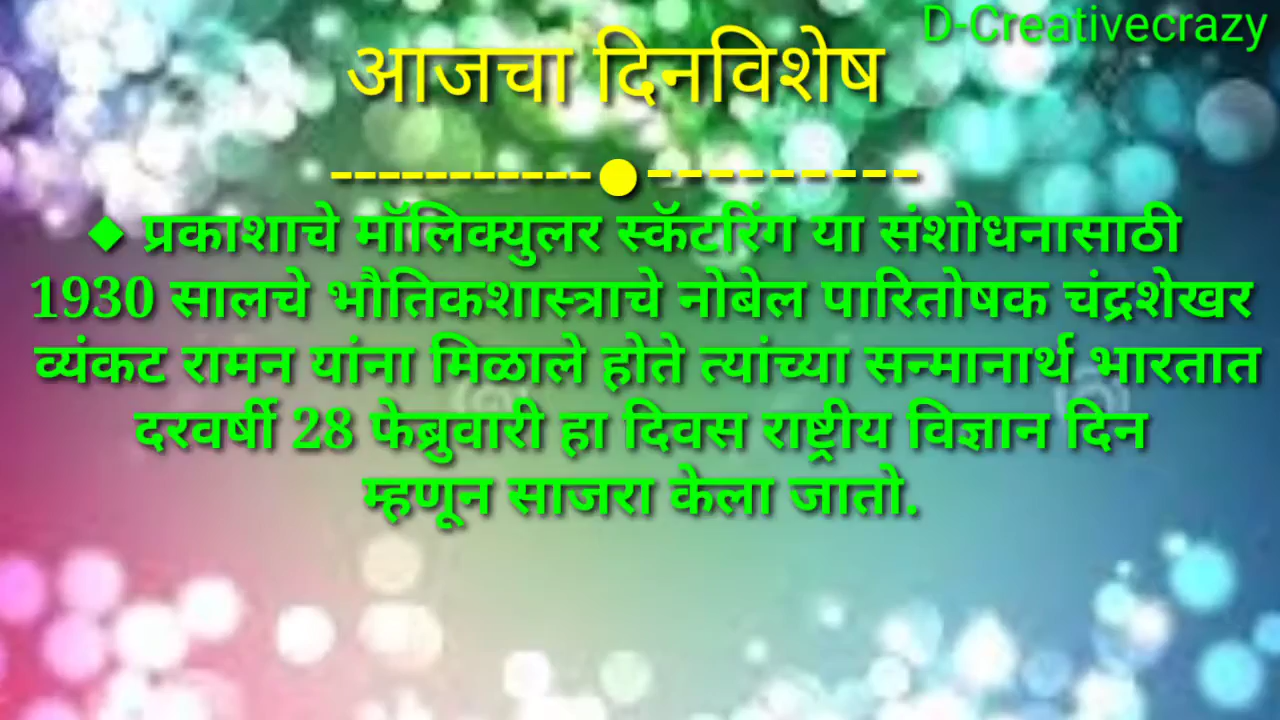 D-Creativecrazy
आजचा दिनविशेष
-----------●---------
◆ प्रकाशाचे मॉलिक्युलर स्कॅटरिंग या संशोधनासाठी
1930 सालचे भौतिकशास्त्राचे नोबेल पारितोषक चंद्रशेखर
व्यंकट रामन यांना मिळाले होते त्यांच्या सन्मानार्थ भारतात
दरवर्षी 28 फेब्रुवारी हा दिवस राष्ट्रीय विज्ञान दिन
म्हणून साजरा केला जातो.